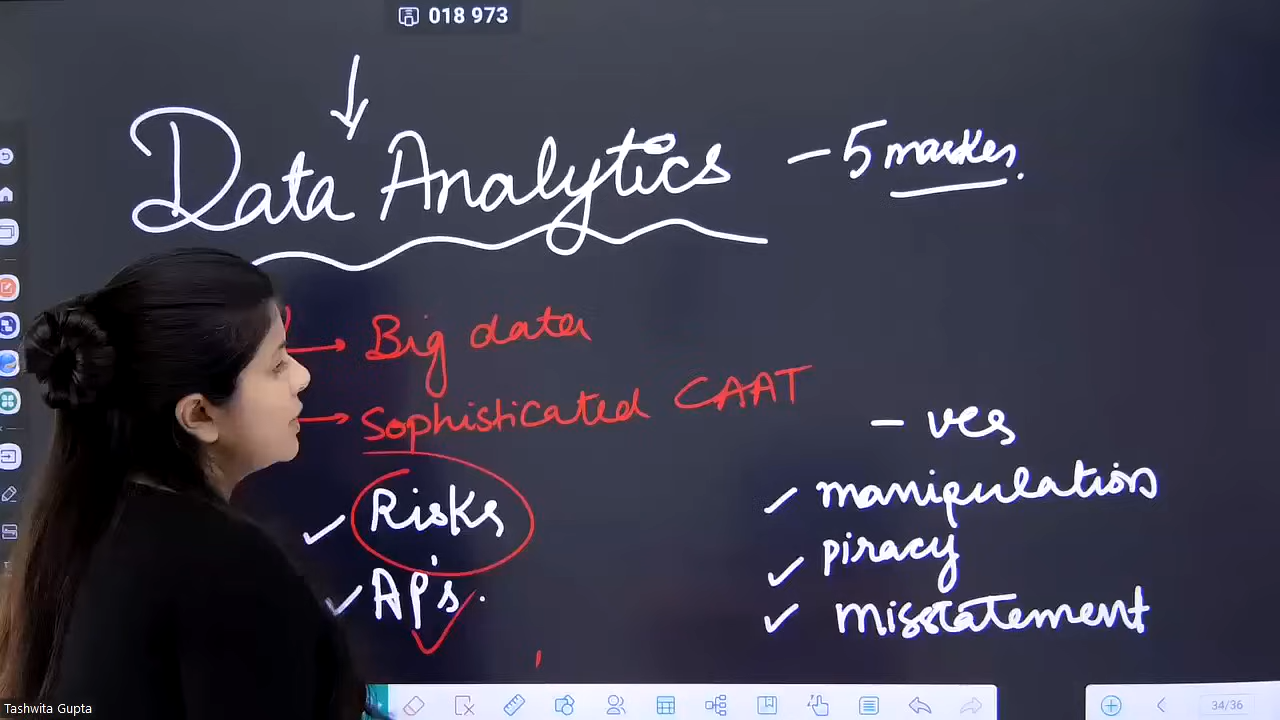 018 973
Data Analytics - 5 marks.
→ Big data
→ Sophisticated CAAT
✓ Risks
✓ AP's.
- ves
✓ manipulation
✓ piracy
✓ misstatement
Tashwita Gupta
34/36